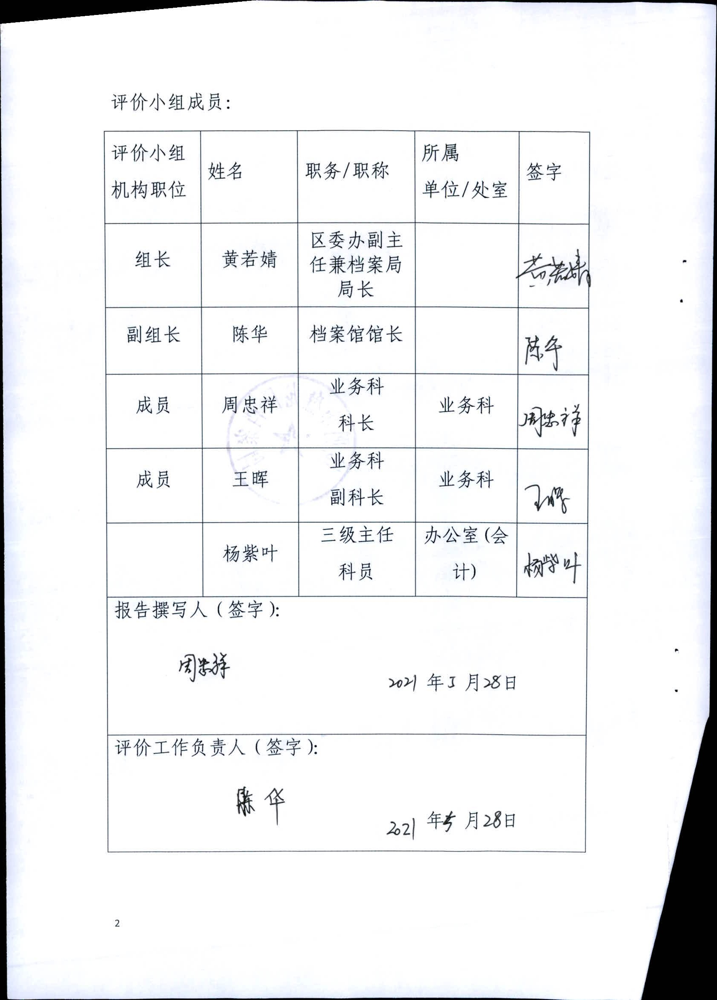 评价小组成员:
评价小组
机构职位
姓名
职务/职称
所属
单位/处室
签字
组长
黄若婧
区委办副主
任兼档案局
局长
黄若婧
副组长
陈华
档案馆馆长
陈华
成员
周忠祥
业务科
科长
业务科
周忠祥
成员
王晖
业务科
副科长
业务科
王晖
杨紫叶
三级主任
科员
办公室(会
计)
杨紫叶
报告撰写人(签字):
周忠祥
2021 年 5 月 28 日
评价工作负责人(签字):
陈华
2021 年 5 月 28 日
2